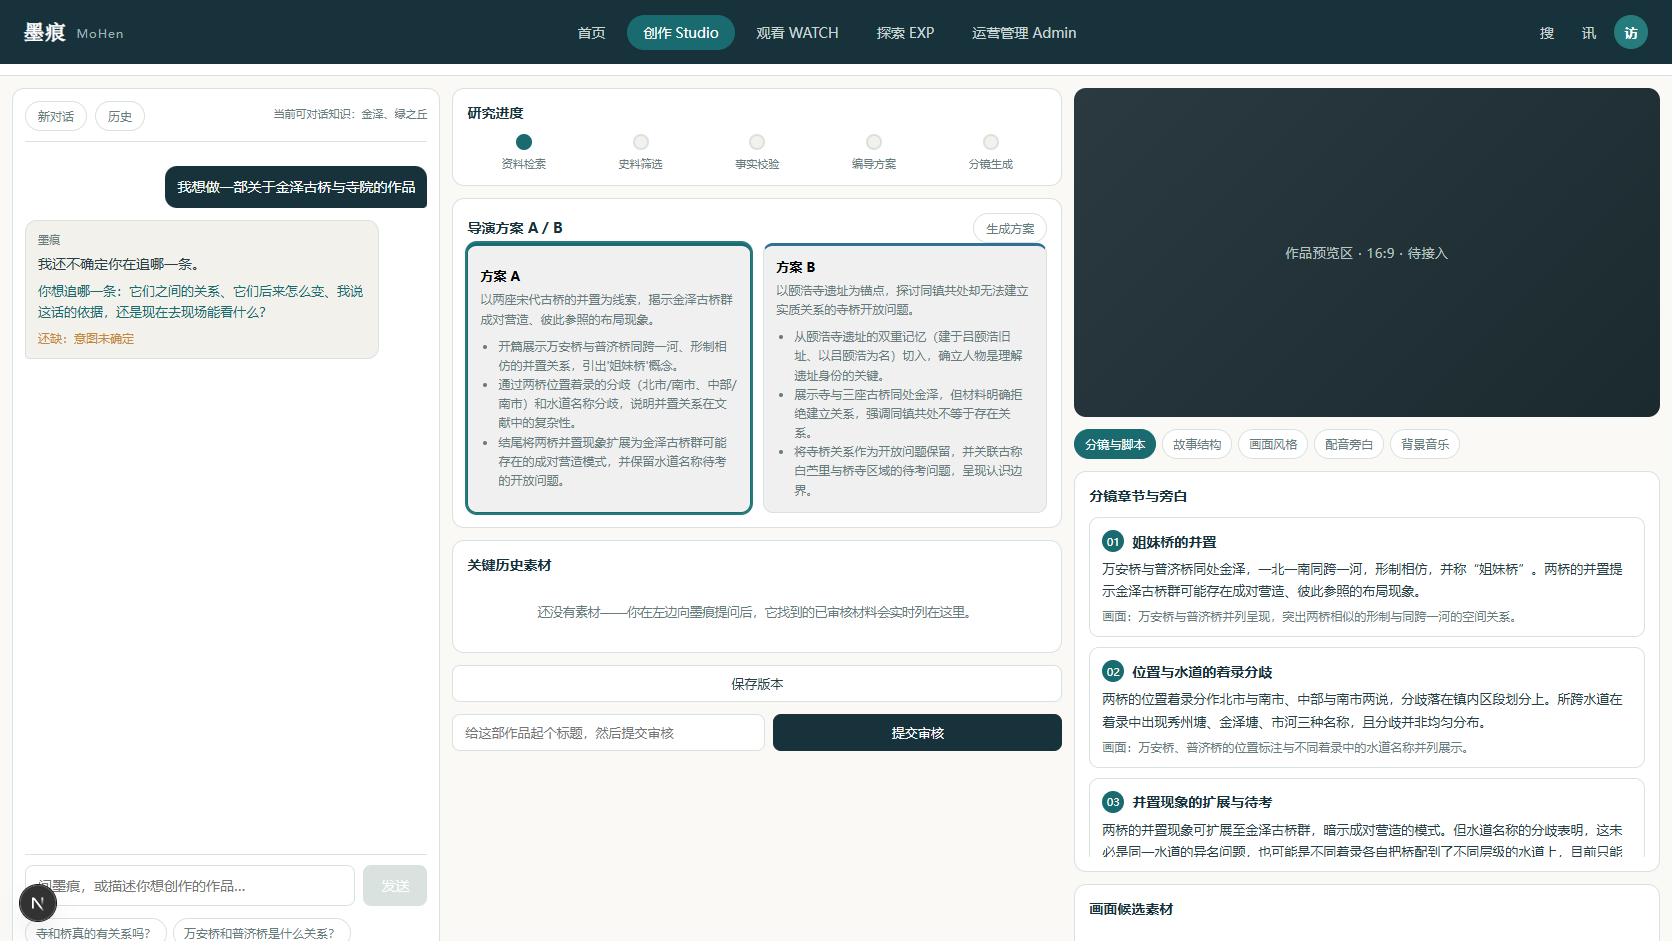 墨痕 MoHen
首页
创作 Studio
观看 WATCH
探索 EXP
运营管理 Admin
搜
讯
访
新对话
历史
当前可对话知识：金泽、绿之丘
我想做一部关于金泽古桥与寺院的作品
墨痕
我还不确定你在追哪一条。
你想追哪一条：它们之间的关系、它们后来怎么变、我说
这话的依据，还是现在去现场能看什么？
还缺：意图未确定
问墨痕，或描述你想创作的作品...
发送
N
寺和桥真的有关系吗？
万安桥和普济桥是什么关系？
研究进度
资料检索
史料筛选
事实校验
编导方案
分镜生成
导演方案 A / B
生成方案
方案 A
以两座宋代古桥的并置为线索，揭示金泽古桥群
成对营造、彼此参照的布局现象。
• 开篇展示万安桥与普济桥同跨一河、形制相
仿的并置关系，引出'姐妹桥'概念。
• 通过两桥位置着录的分歧（北市/南市、中部/
南市）和水道名称分歧，说明并置关系在文
献中的复杂性。
• 结尾将两桥并置现象扩展为金泽古桥群可能
存在的成对营造模式，并保留水道名称待考
的开放问题。
方案 B
以颐浩寺遗址为锚点，探讨同镇共处却无法建立
实质关系的寺桥开放问题。
• 从颐浩寺遗址的双重记忆（建于吕颐浩旧
址、以吕颐浩为名）切入，确立人物是理解
遗址身份的关键。
• 展示寺与三座古桥同处金泽，但材料明确拒
绝建立关系，强调同镇共处不等于存在关
系。
• 将寺桥关系作为开放问题保留，并关联古称
白苎里与桥寺区域的待考问题，呈现认识边
界。
关键历史素材
还没有素材——你在左边向墨痕提问后，它找到的已审核材料会实时列在这里。
保存版本
给这部作品起个标题，然后提交审核
提交审核
作品预览区 · 16:9 · 待接入
分镜与脚本
故事结构
画面风格
配音旁白
背景音乐
分镜章节与旁白
01 姐妹桥的并置
万安桥与普济桥同处金泽，一北一南同跨一河，形制相仿，并称“姐妹桥”。两桥的并置提
示金泽古桥群可能存在成对营造、彼此参照的布局现象。
画面：万安桥与普济桥并列呈现，突出两桥相似的形制与同跨一河的空间关系。
02 位置与水道的着录分歧
两桥的位置着录分作北市与南市、中部与南市两说，分歧落在镇内区段划分上。所跨水道在
着录中出现秀州塘、金泽塘、市河三种名称，且分歧并非均匀分布。
画面：万安桥、普济桥的位置标注与不同着录中的水道名称并列展示。
03 并置现象的扩展与待考
两桥的并置现象可扩展至金泽古桥群，暗示成对营造的模式。但水道名称的分歧表明，这未
必是同一水道的异名问题，也可能是不同着录各自把桥配到了不同层级的水道上，目前只能
画面候选素材